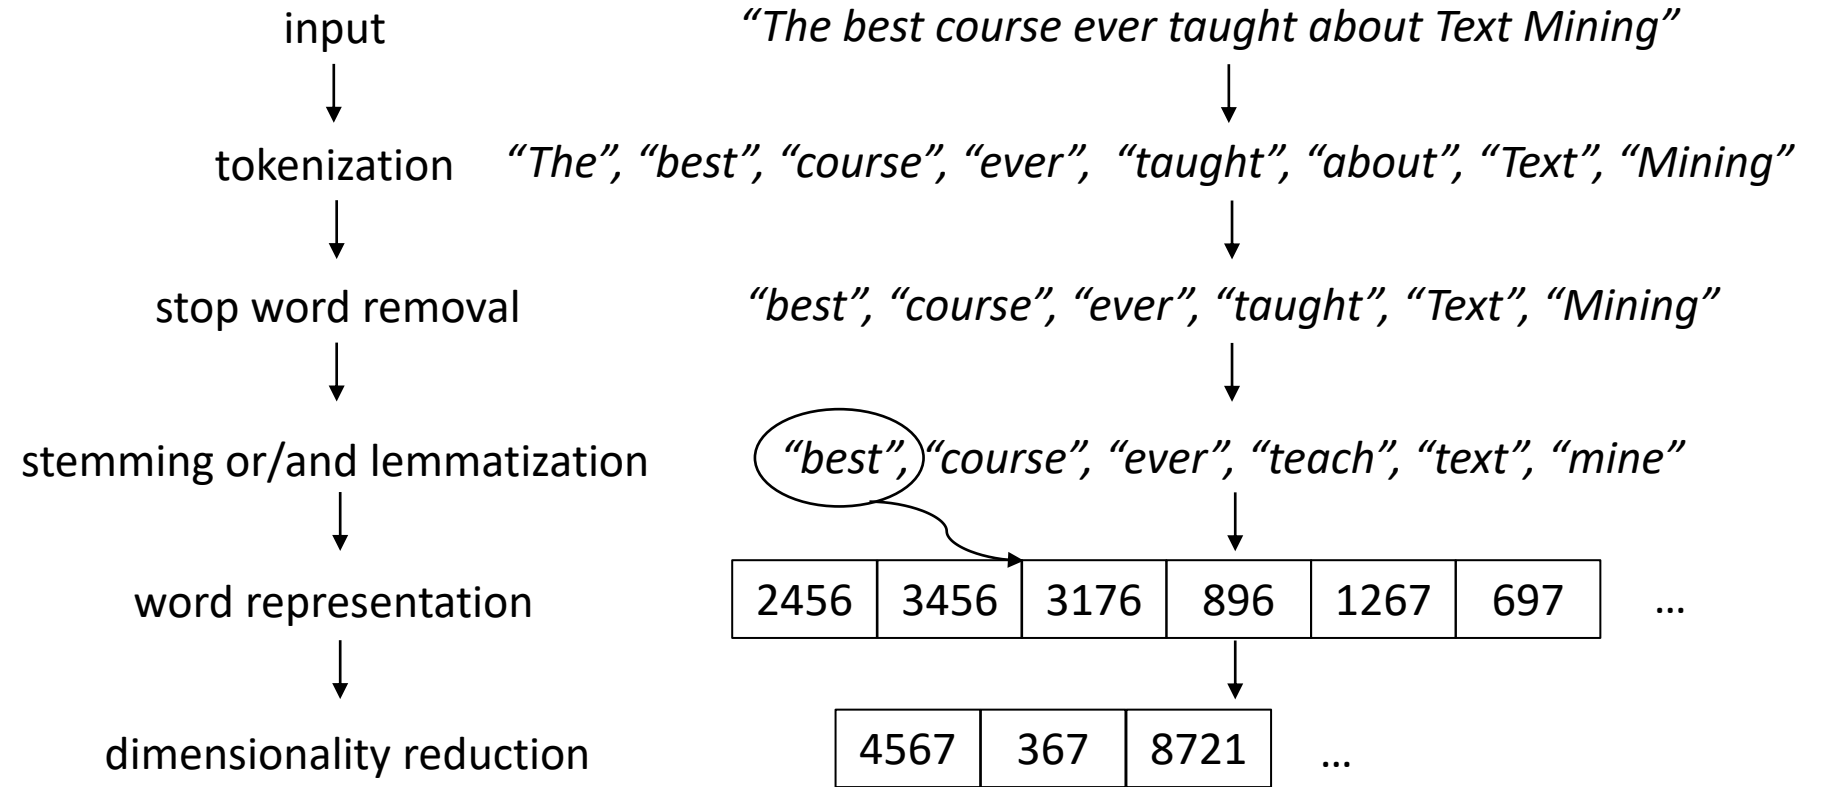 input
“The best course ever taught about Text Mining”
tokenization
“The”, “best”, “course”, “ever”, “taught”, “about”, “Text”, “Mining”
stop word removal
“best”, “course”, “ever”, “taught”, “Text”, “Mining”
stemming or/and lemmatization
“best”, “course”, “ever”, “teach”, “text”, “mine”
word representation
2456 3456 3176 896 1267 697 ...
dimensionality reduction
4567 367 8721 ...